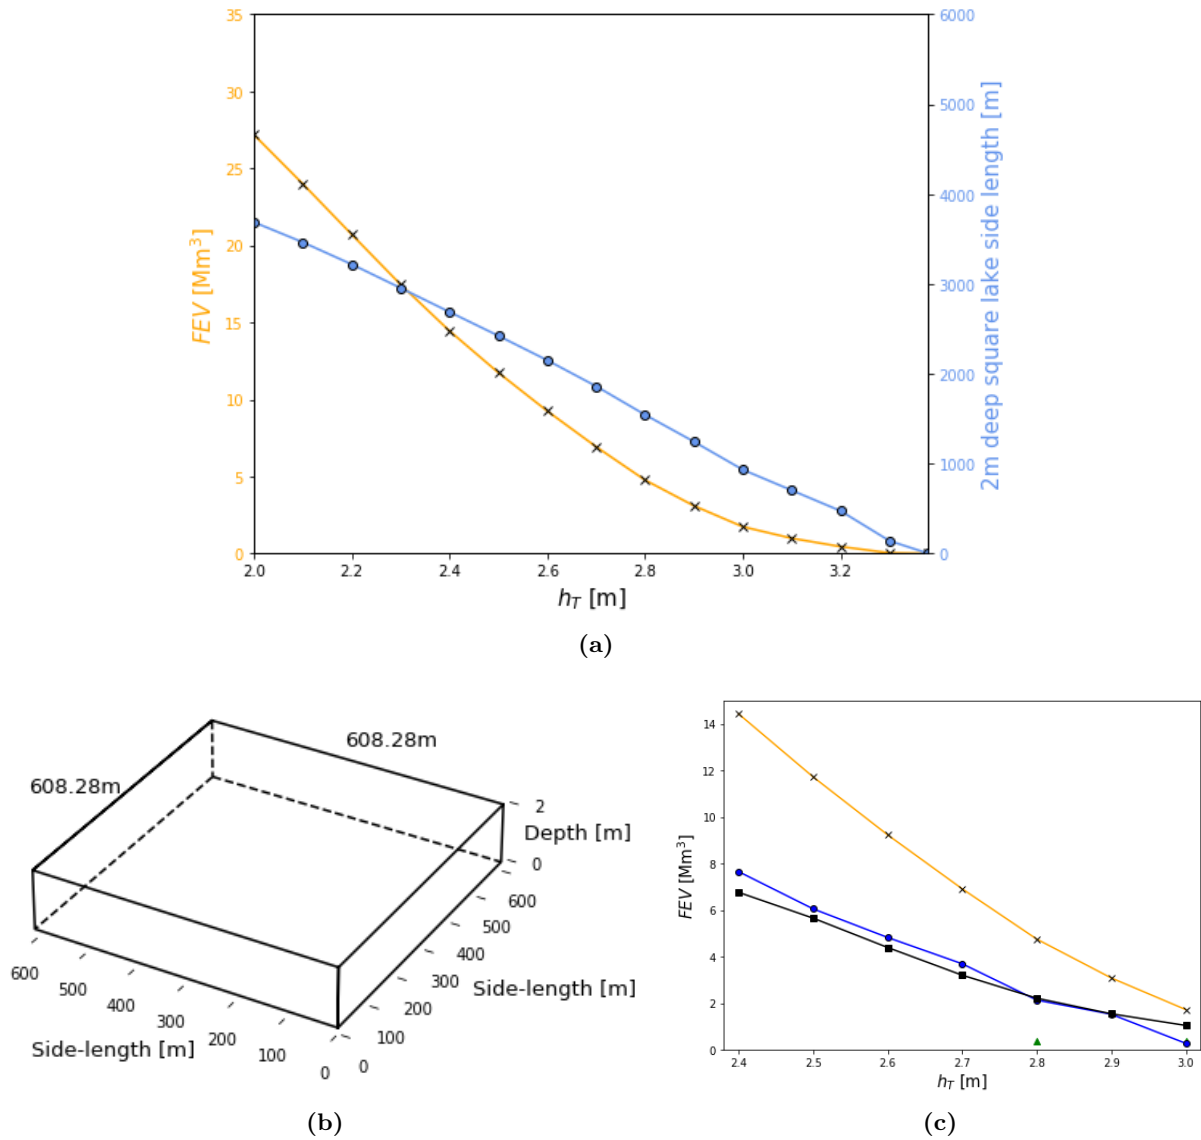 35
30
25
20
15
10
5
0
FEV [Mm³]
6000
5000
4000
3000
2000
1000
0
2m deep square lake side length [m]
2.0 2.2 2.4 2.6 2.8 3.0 3.2
h_T [m]
(a)
608.28m
608.28m
2
Depth [m]
0
600
500
400
300
200
100
0
Side-length [m]
600
500
400
300
200
100
0
Side-length [m]
(b)
14
12
10
8
6
4
2
0
FEV [Mm³]
2.4 2.5 2.6 2.7 2.8 2.9 3.0
h_T [m]
(c)